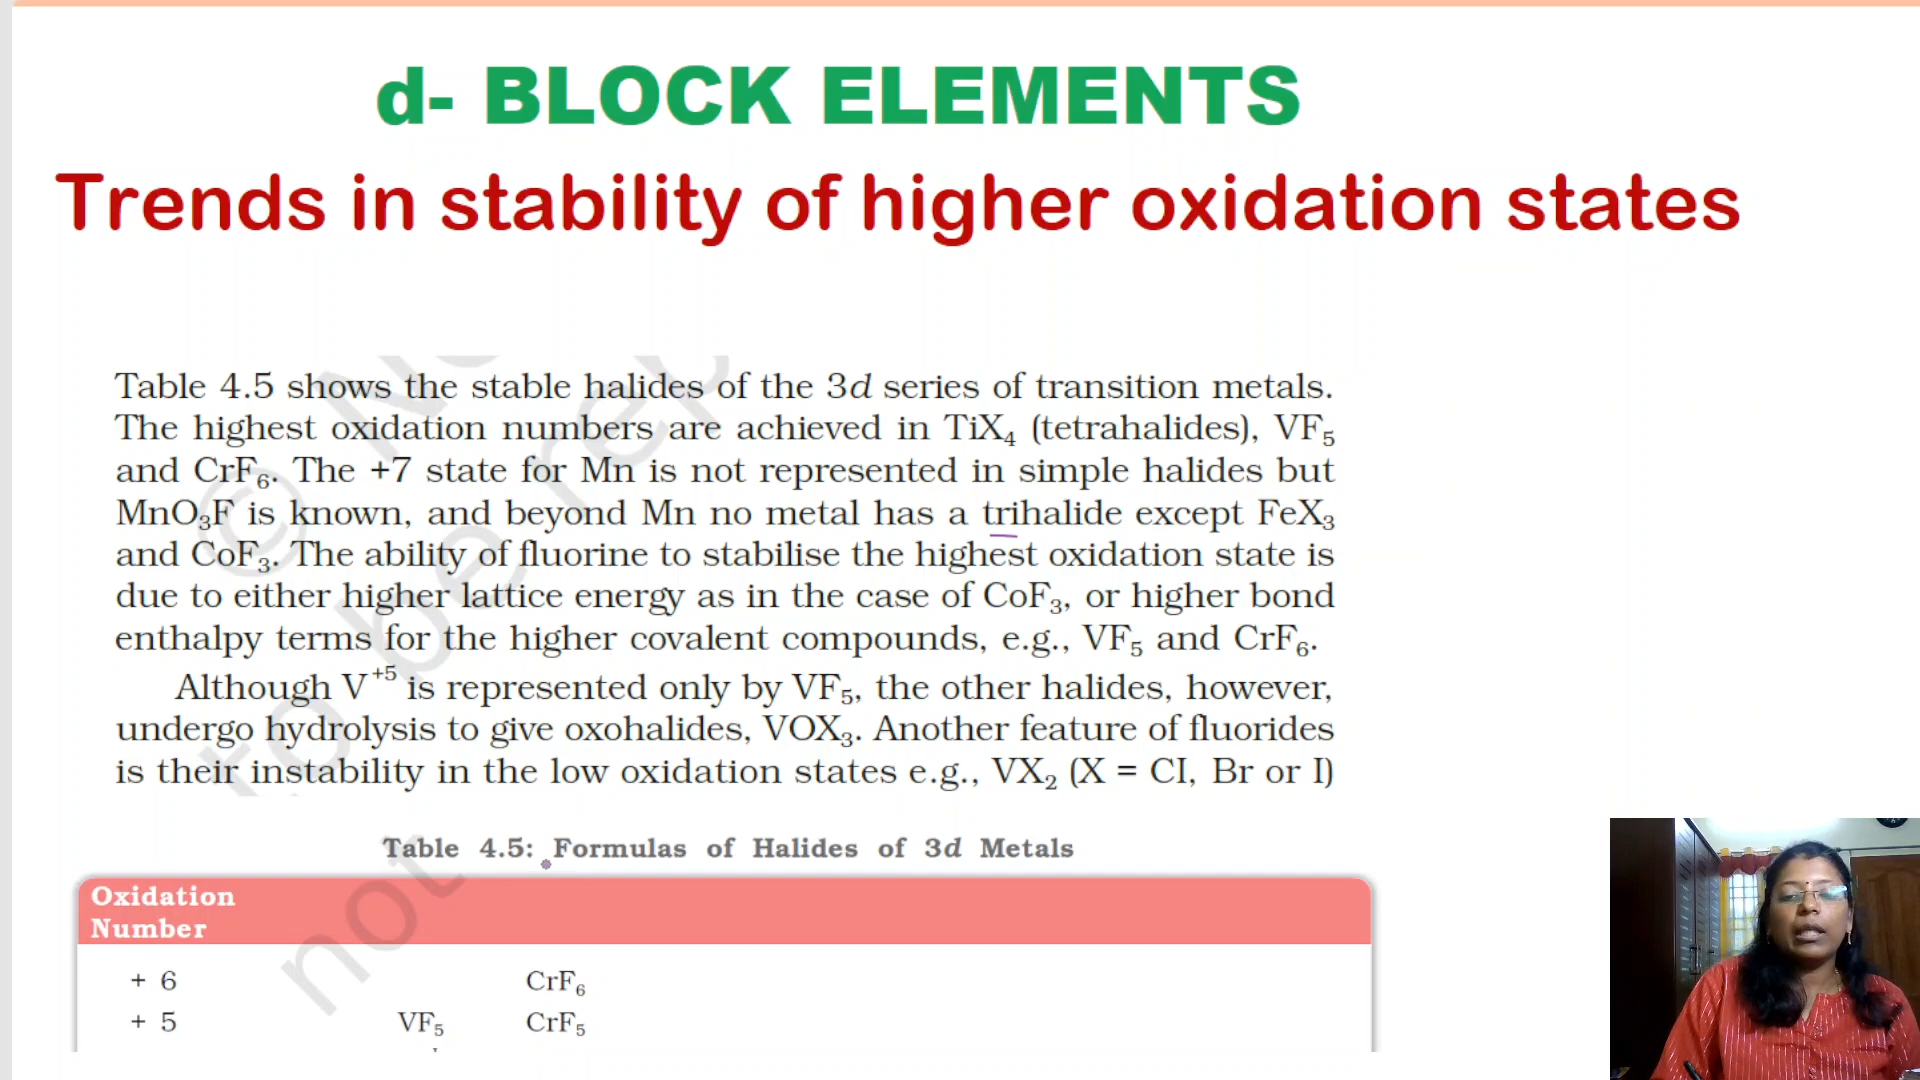 d- BLOCK ELEMENTS
Trends in stability of higher oxidation states
Table 4.5 shows the stable halides of the 3d series of transition metals.
The highest oxidation numbers are achieved in TiX₄ (tetrahalides), VF₅
and CrF₆. The +7 state for Mn is not represented in simple halides but
MnO₃F is known, and beyond Mn no metal has a trihalide except FeX₃
and CoF₃. The ability of fluorine to stabilise the highest oxidation state is
due to either higher lattice energy as in the case of CoF₃, or higher bond
enthalpy terms for the higher covalent compounds, e.g., VF₅ and CrF₆.
Although V⁺⁵ is represented only by VF₅, the other halides, however,
undergo hydrolysis to give oxohalides, VOX₃. Another feature of fluorides
is their instability in the low oxidation states e.g., VX₂ (X = CI, Br or I)
Table 4.5: Formulas of Halides of 3d Metals
Oxidation
Number
+ 6 CrF₆
+ 5 VF₅ CrF₅
© N
to be rep
not